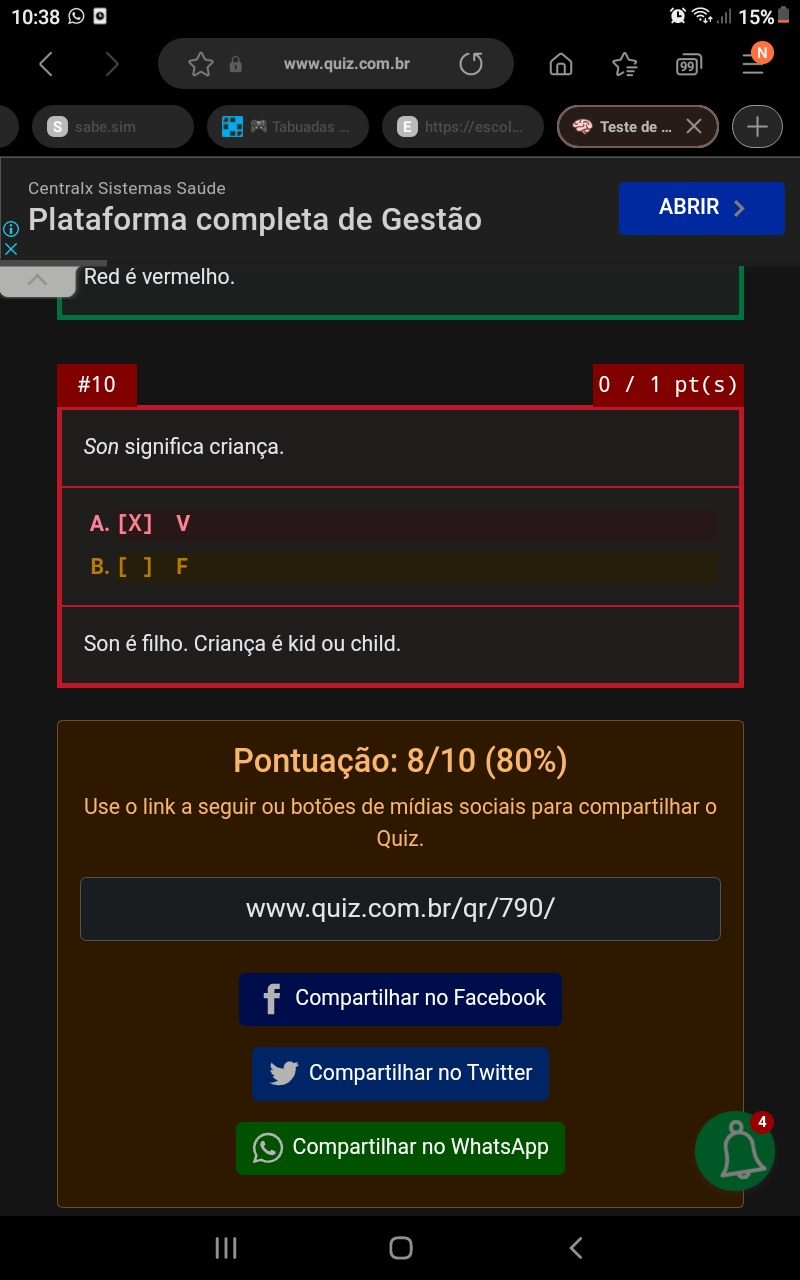 10:38
15%
www.quiz.com.br
99
N
S sabe.sim
Tabuadas ...
E https://escol...
Teste de ...
Centralx Sistemas Saúde
Plataforma completa de Gestão
ABRIR
Red é vermelho.
#10
0 / 1 pt(s)
Son significa criança.
A. [X] V
B. [ ] F
Son é filho. Criança é kid ou child.
Pontuação: 8/10 (80%)
Use o link a seguir ou botões de mídias sociais para compartilhar o
Quiz.
www.quiz.com.br/qr/790/
Compartilhar no Facebook
Compartilhar no Twitter
Compartilhar no WhatsApp
4